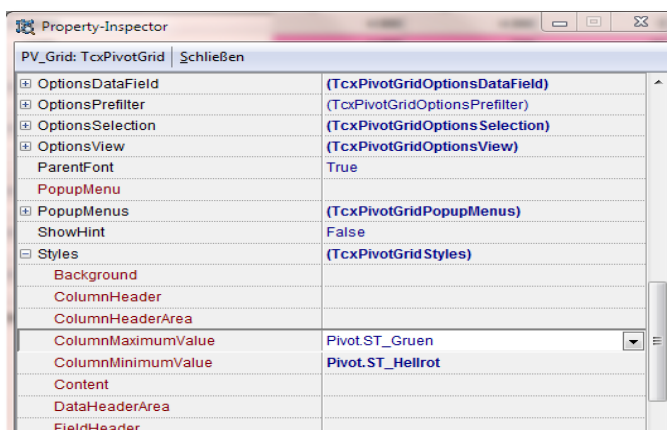 Property-Inspector
PV_Grid: TcxPivotGrid Schließen
OptionsDataField (TcxPivotGridOptionsDataField)
OptionsPrefilter (TcxPivotGridOptionsPrefilter)
OptionsSelection (TcxPivotGridOptionsSelection)
OptionsView (TcxPivotGridOptionsView)
ParentFont True
PopupMenu
PopupMenus (TcxPivotGridPopupMenus)
ShowHint False
Styles (TcxPivotGridStyles)
Background
ColumnHeader
ColumnHeaderArea
ColumnMaximumValue Pivot.ST_Gruen
ColumnMinimumValue Pivot.ST_Hellrot
Content
DataHeaderArea
FieldHeader